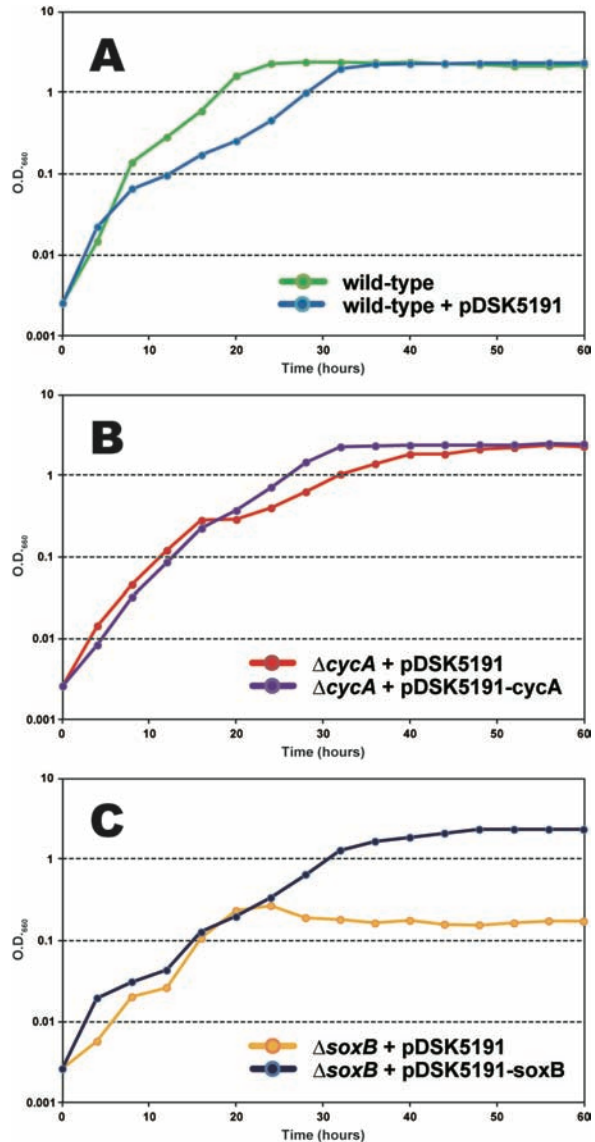 A
10
1
0.1
0.01
0.001
O.D.660
0
10
20
30
40
50
60
Time (hours)
wild-type
wild-type + pDSK5191
B
10
1
0.1
0.01
0.001
O.D.660
0
10
20
30
40
50
60
Time (hours)
ΔcycA + pDSK5191
ΔcycA + pDSK5191-cycA
C
10
1
0.1
0.01
0.001
O.D.660
0
10
20
30
40
50
60
Time (hours)
ΔsoxB + pDSK5191
ΔsoxB + pDSK5191-soxB